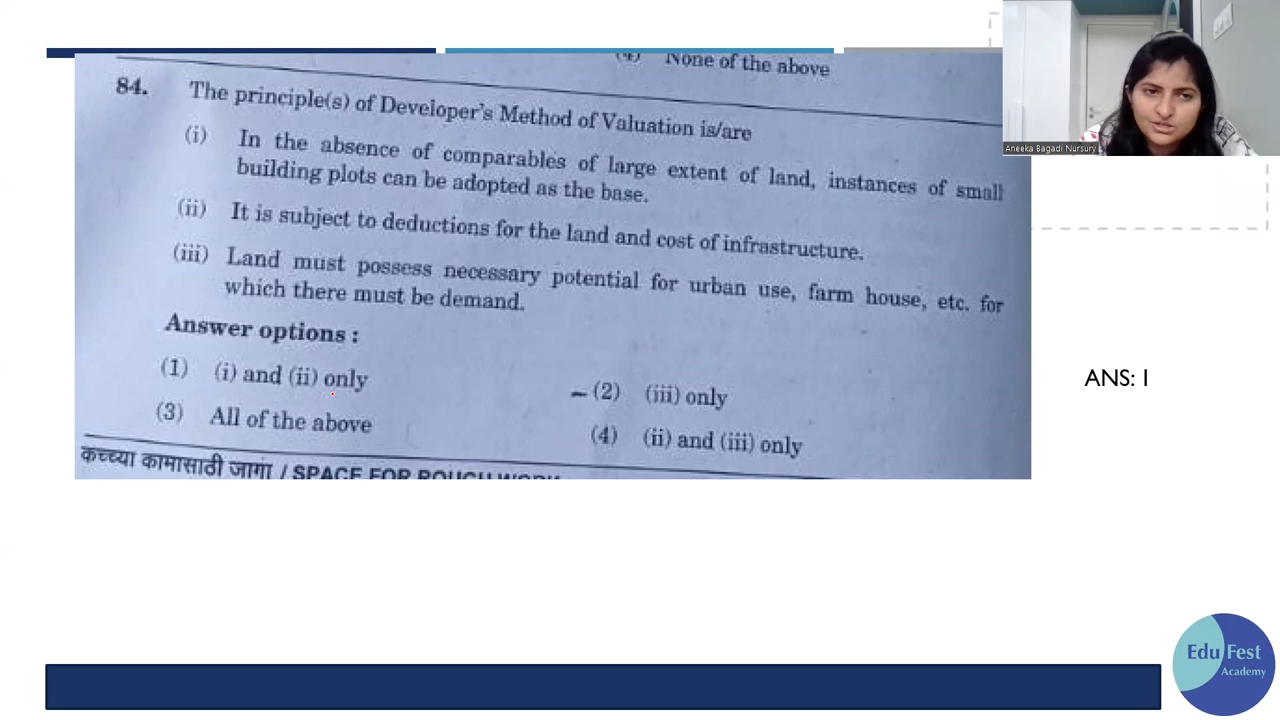 (4) None of the above
84. The principle(s) of Developer's Method of Valuation is/are
(i) In the absence of comparables of large extent of land, instances of small
building plots can be adopted as the base.
(ii) It is subject to deductions for the land and cost of infrastructure.
(iii) Land must possess necessary potential for urban use, farm house, etc. for
which there must be demand.
Answer options :
(1) (i) and (ii) only
(2) (iii) only
(3) All of the above
(4) (ii) and (iii) only
कच्च्या कामासाठी जागा / SPACE FOR ROUGH WORK
ANS: I
Aneeka Bagadi Nursury
Edu Fest
Academy